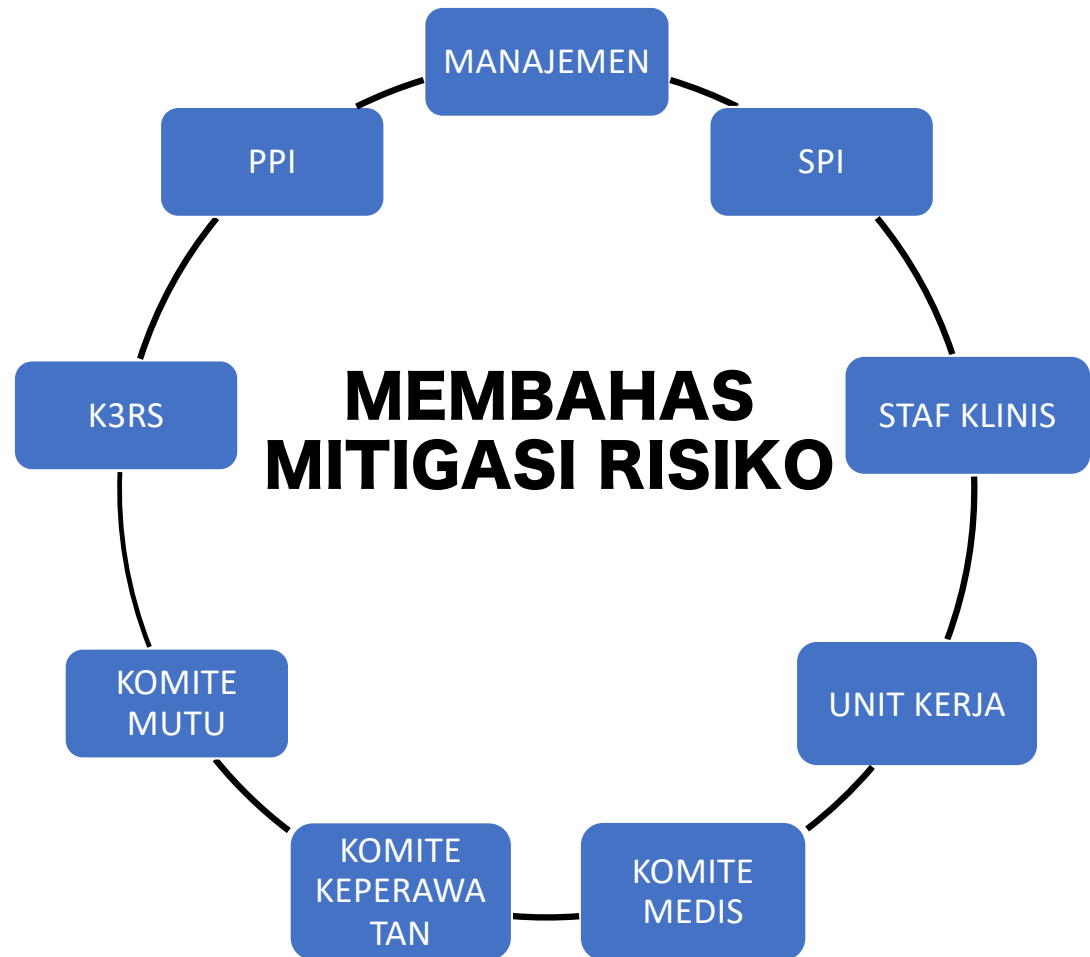 MANAJEMEN
PPI
SPI
MEMBAHAS
MITIGASI RISIKO
K3RS
STAF KLINIS
KOMITE
MUTU
UNIT KERJA
KOMITE
KEPERAWA
TAN
KOMITE
MEDIS